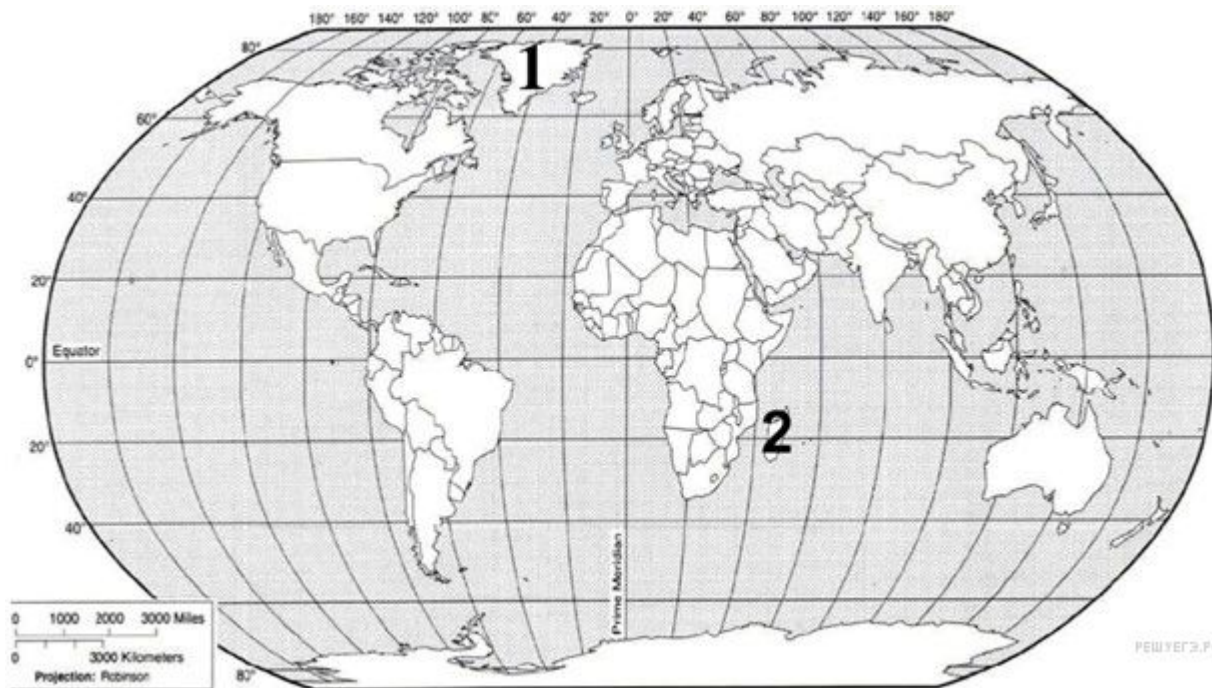 180° 160° 140° 120° 100° 80° 60° 40° 20° 0° 20° 40° 60° 80° 100° 120° 140° 160° 180°
80°
1
60°
40°
20°
Equator
0°
2
20°
40°
Prime Meridian
0 1000 2000 3000 Miles
0 3000 Kilometers
Projection: Robinson
80°
РЕШУЕГЭ.Р